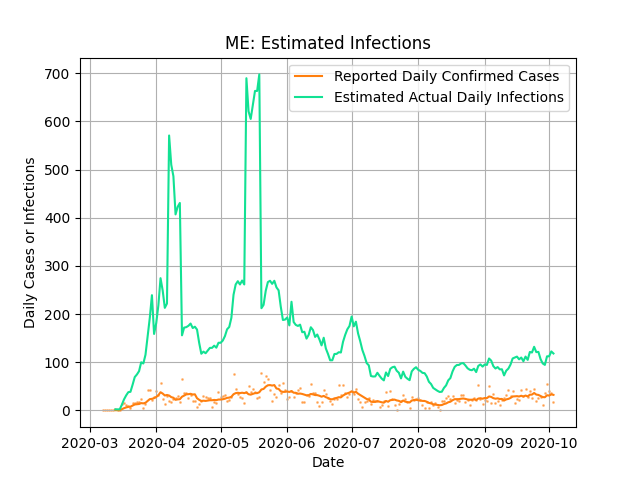 ME: Estimated Infections
Reported Daily Confirmed Cases
Estimated Actual Daily Infections
700
600
500
400
300
200
100
0
Daily Cases or Infections
2020-03 2020-04 2020-05 2020-06 2020-07 2020-08 2020-09 2020-10
Date